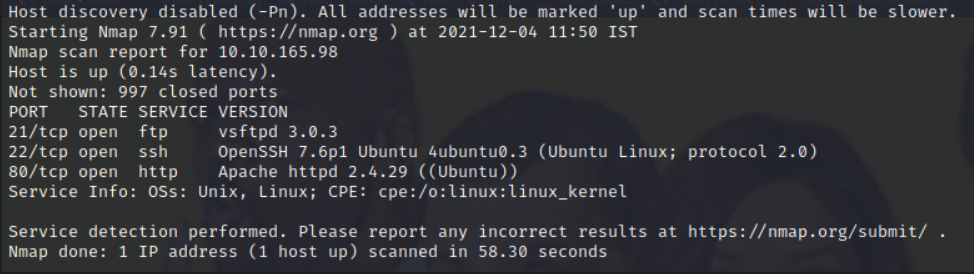 Host discovery disabled (-Pn). All addresses will be marked 'up' and scan times will be slower.
Starting Nmap 7.91 ( https://nmap.org ) at 2021-12-04 11:50 IST
Nmap scan report for 10.10.165.98
Host is up (0.14s latency).
Not shown: 997 closed ports
PORT   STATE SERVICE VERSION
21/tcp open  ftp     vsftpd 3.0.3
22/tcp open  ssh     OpenSSH 7.6p1 Ubuntu 4ubuntu0.3 (Ubuntu Linux; protocol 2.0)
80/tcp open  http    Apache httpd 2.4.29 ((Ubuntu))
Service Info: OSs: Unix, Linux; CPE: cpe:/o:linux:linux_kernel
Service detection performed. Please report any incorrect results at https://nmap.org/submit/ .
Nmap done: 1 IP address (1 host up) scanned in 58.30 seconds